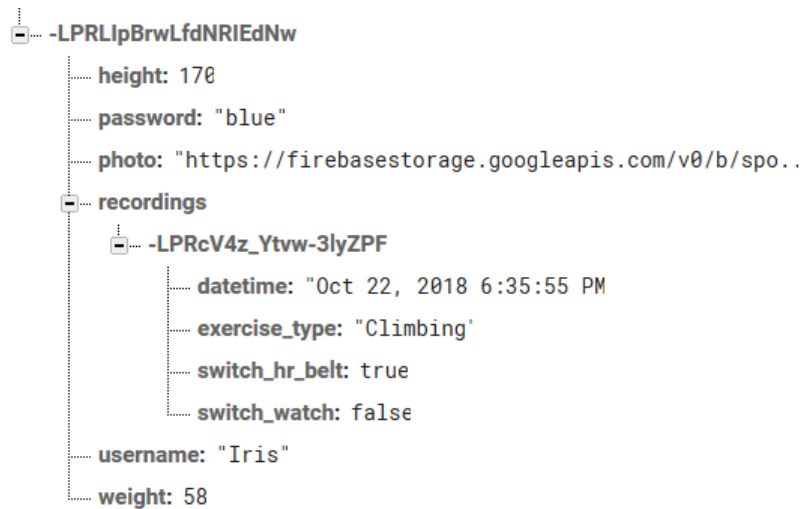 -LPRLIpBrwLfdNRIEdNw
height: 170
password: "blue"
photo: "https://firebasestorage.googleapis.com/v0/b/spo..
recordings
-LPRcV4z_Ytvw-3lyZPF
datetime: "Oct 22, 2018 6:35:55 PM
exercise_type: "Climbing'
switch_hr_belt: true
switch_watch: false
username: "Iris"
weight: 58